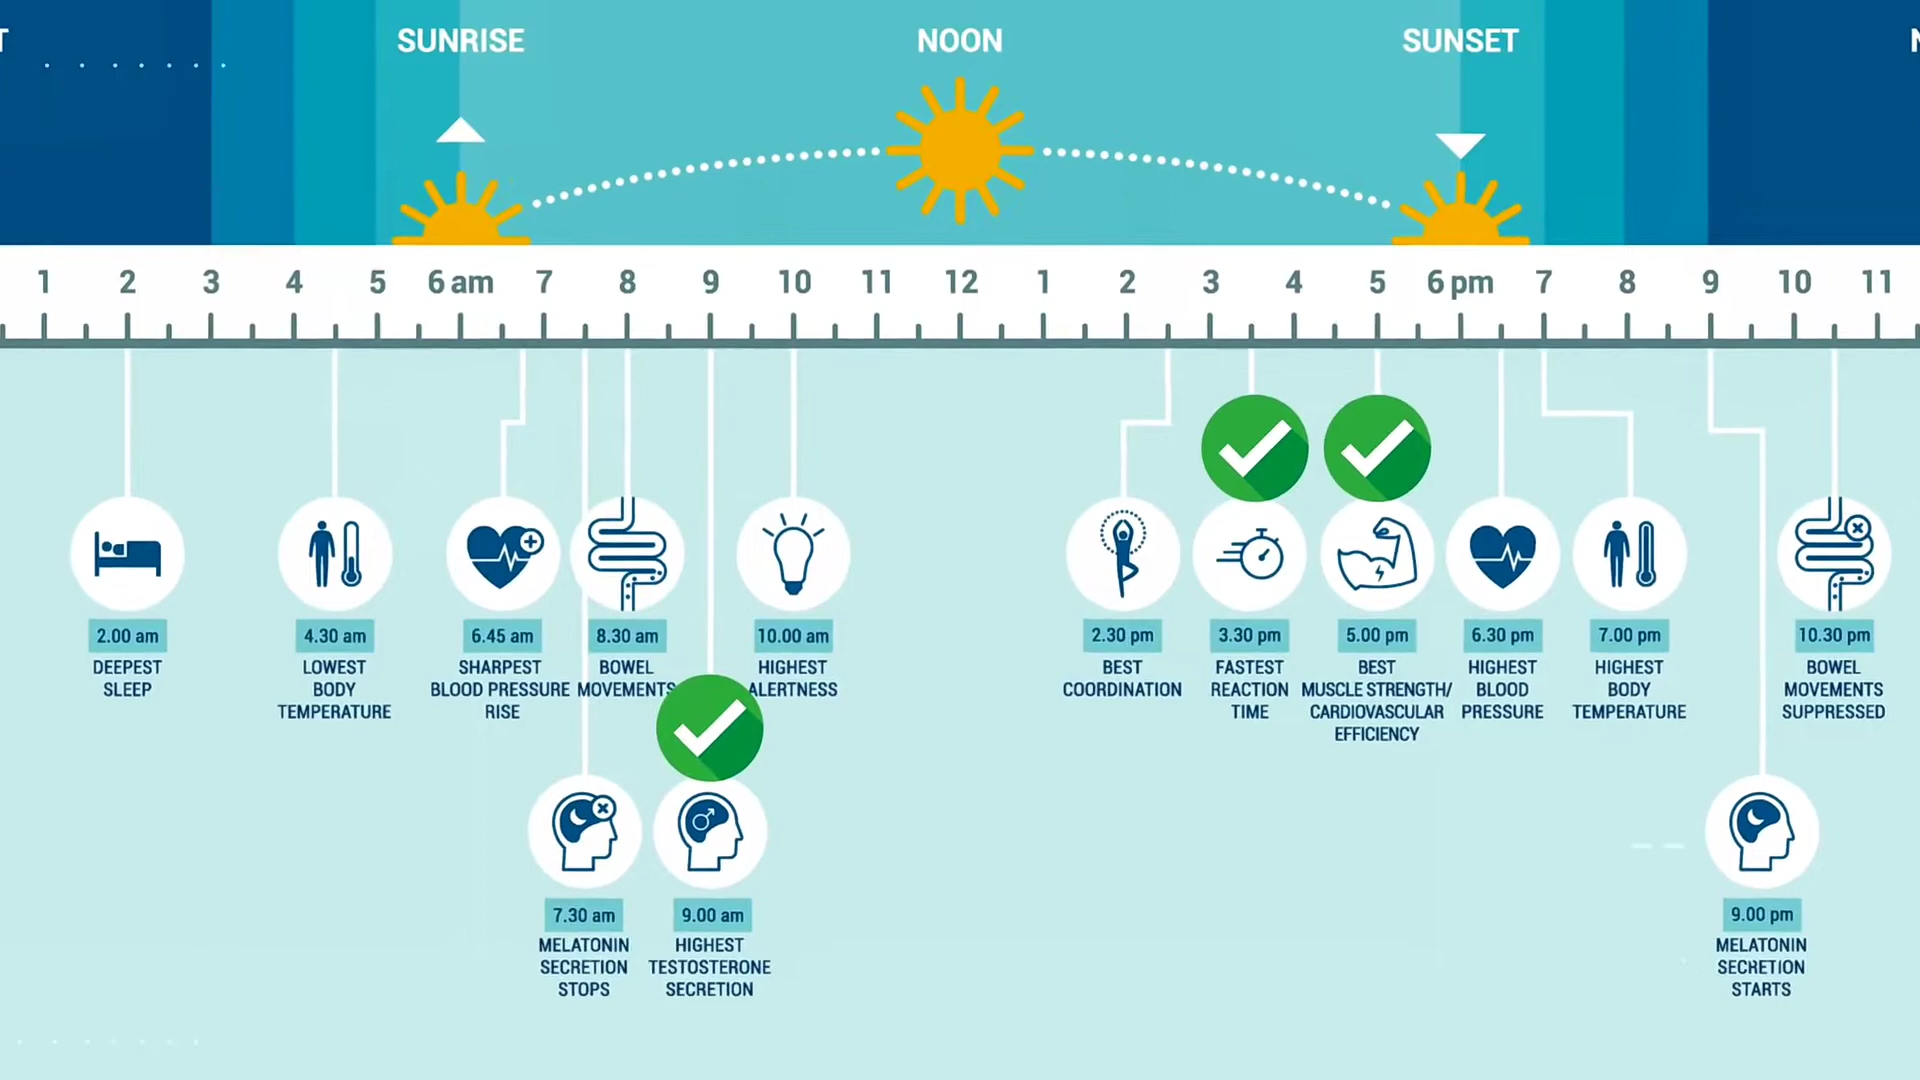 T
SUNRISE
NOON
SUNSET
N
1 2 3 4 5 6 am 7 8 9 10 11 12 1 2 3 4 5 6 pm 7 8 9 10 11
2.00 am
DEEPEST
SLEEP
4.30 am
LOWEST
BODY
TEMPERATURE
6.45 am
SHARPEST
BLOOD PRESSURE
RISE
8.30 am
BOWEL
MOVEMENTS
10.00 am
HIGHEST
ALERTNESS
2.30 pm
BEST
COORDINATION
3.30 pm
FASTEST
REACTION
TIME
5.00 pm
BEST
MUSCLE STRENGTH/
CARDIOVASCULAR
EFFICIENCY
6.30 pm
HIGHEST
BLOOD
PRESSURE
7.00 pm
HIGHEST
BODY
TEMPERATURE
10.30 pm
BOWEL
MOVEMENTS
SUPPRESSED
7.30 am
MELATONIN
SECRETION
STOPS
9.00 am
HIGHEST
TESTOSTERONE
SECRETION
9.00 pm
MELATONIN
SECRETION
STARTS